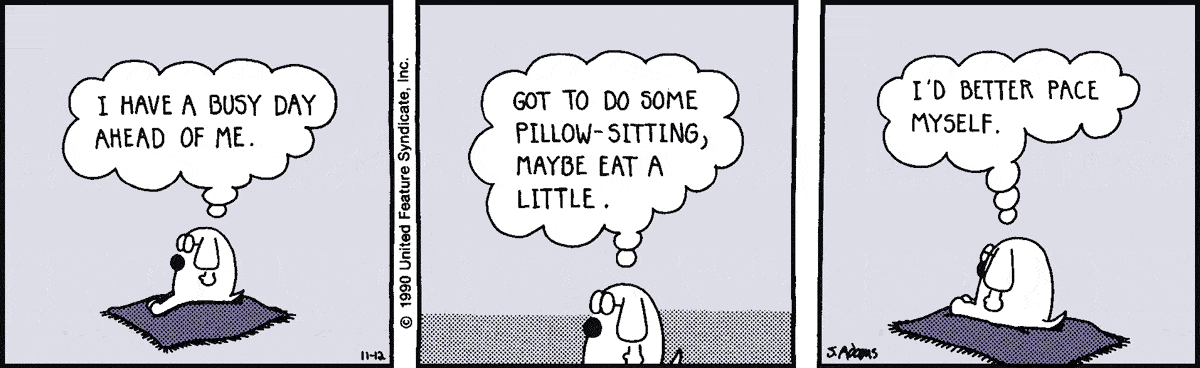 I HAVE A BUSY DAY
AHEAD OF ME.
11-12
© 1990 United Feature Syndicate, Inc.
GOT TO DO SOME
PILLOW-SITTING,
MAYBE EAT A
LITTLE.
I'D BETTER PACE
MYSELF.
S. Adams